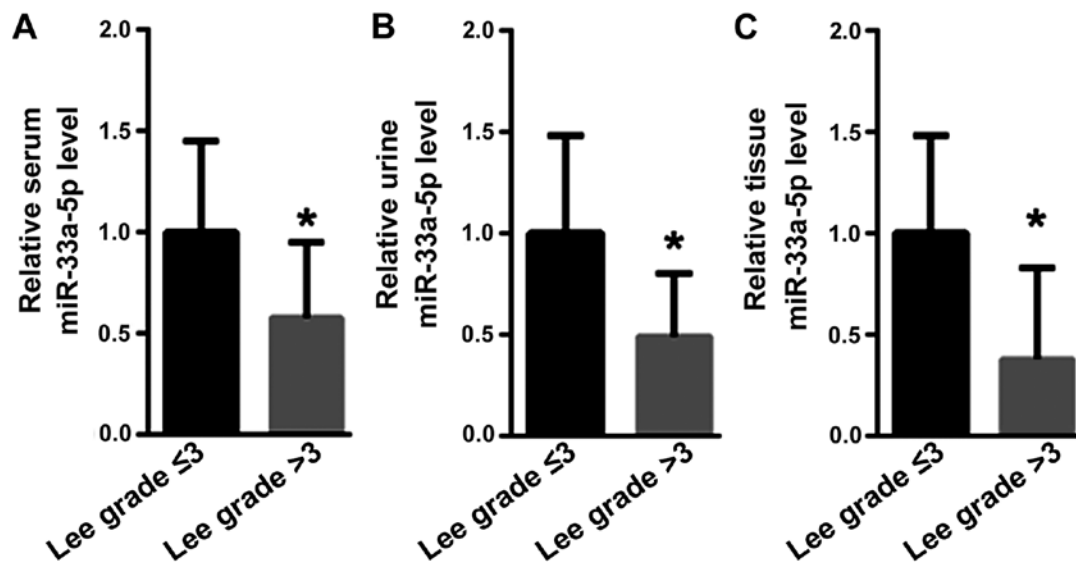 A
Relative serum
miR-33a-5p level
2.0
1.5
1.0
0.5
0.0
*
Lee grade ≤3
Lee grade >3
B
Relative urine
miR-33a-5p level
2.0
1.5
1.0
0.5
0.0
*
Lee grade ≤3
Lee grade >3
C
Relative tissue
miR-33a-5p level
2.0
1.5
1.0
0.5
0.0
*
Lee grade ≤3
Lee grade >3